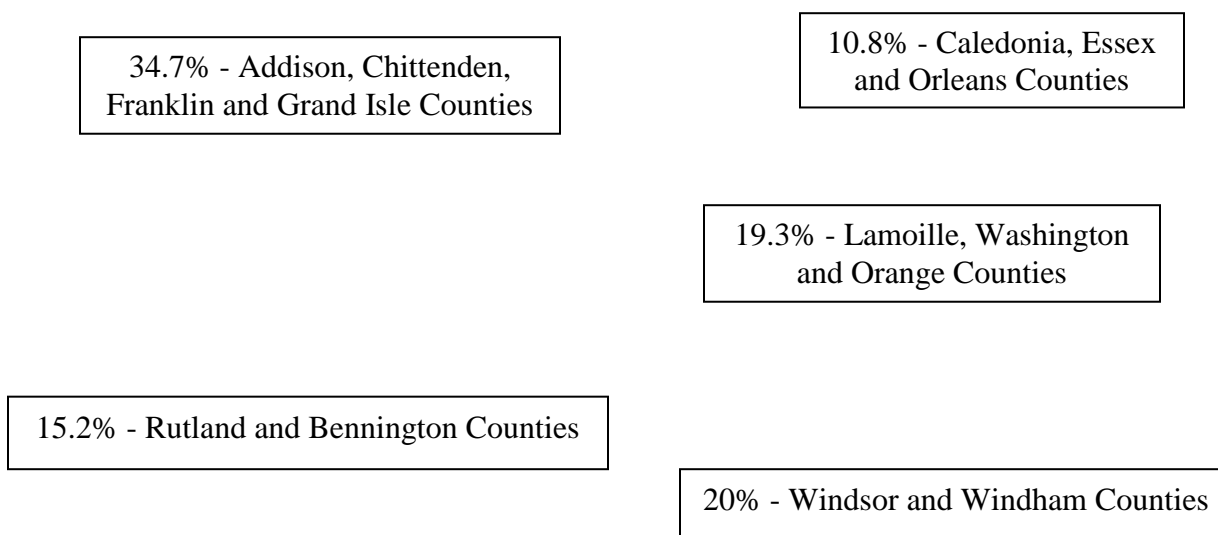 34.7% - Addison, Chittenden,
Franklin and Grand Isle Counties
10.8% - Caledonia, Essex
and Orleans Counties
19.3% - Lamoille, Washington
and Orange Counties
15.2% - Rutland and Bennington Counties
20% - Windsor and Windham Counties